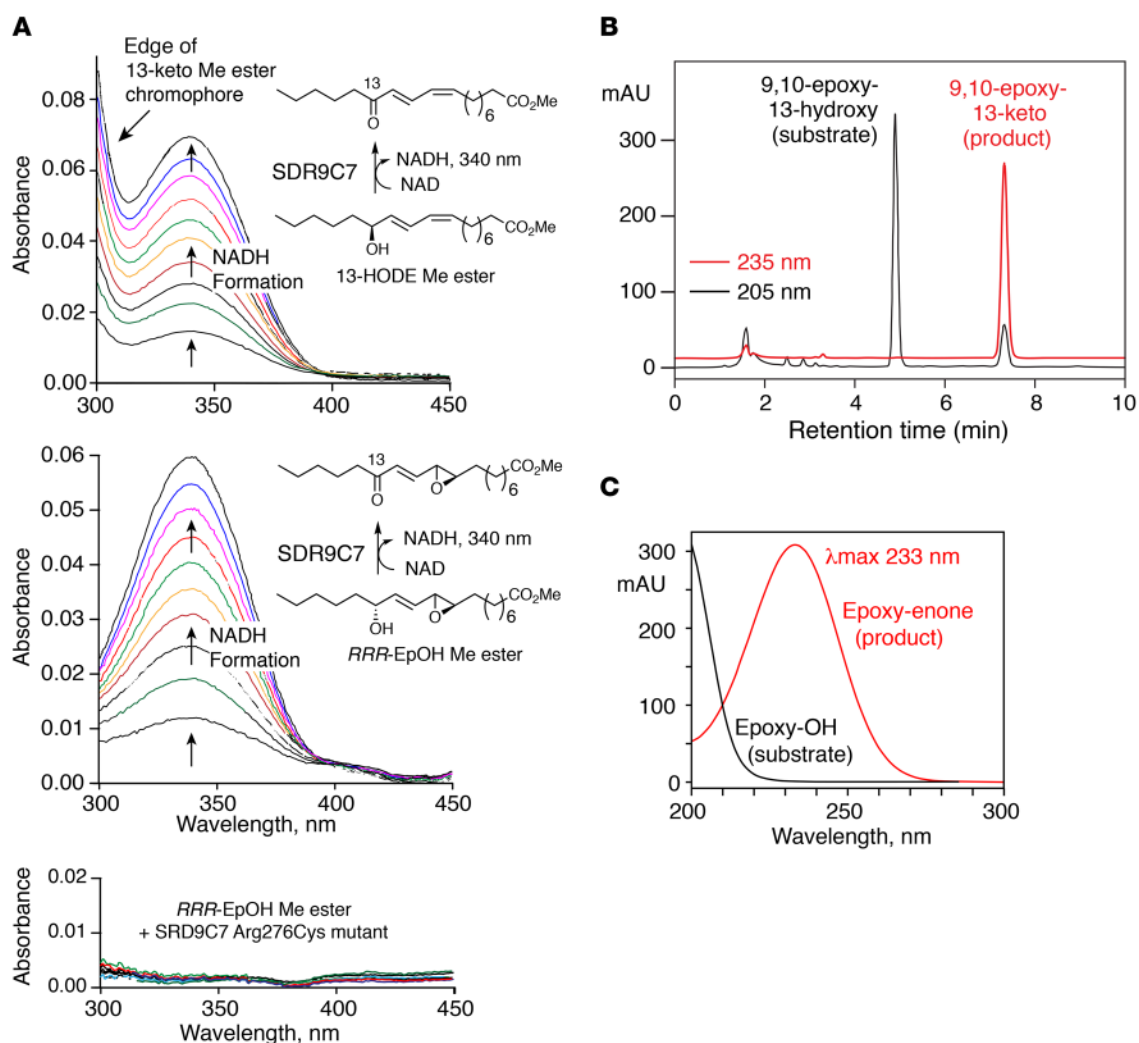 A
Edge of
13-keto Me ester
chromophore
Absorbance
0.08
0.06
0.04
0.02
0.00
300
350
400
450
NADH
Formation
13
O
6
CO₂Me
SDR9C7
NADH, 340 nm
NAD
OH
6
CO₂Me
13-HODE Me ester
Absorbance
0.06
0.05
0.04
0.03
0.02
0.01
0.00
300
350
400
450
Wavelength, nm
NADH
Formation
13
O
O
6
CO₂Me
SDR9C7
NADH, 340 nm
NAD
OH
O
6
CO₂Me
RRR-EpOH Me ester
Absorbance
0.02
0.01
0.00
RRR-EpOH Me ester
+ SRD9C7 Arg276Cys mutant
300
350
400
450
Wavelength, nm
B
mAU
300
200
100
0
9,10-epoxy-
13-hydroxy
(substrate)
9,10-epoxy-
13-keto
(product)
235 nm
205 nm
0
2
4
6
8
10
Retention time (min)
C
300
mAU
200
100
0
λmax 233 nm
Epoxy-enone
(product)
Epoxy-OH
(substrate)
200
250
300
Wavelength, nm